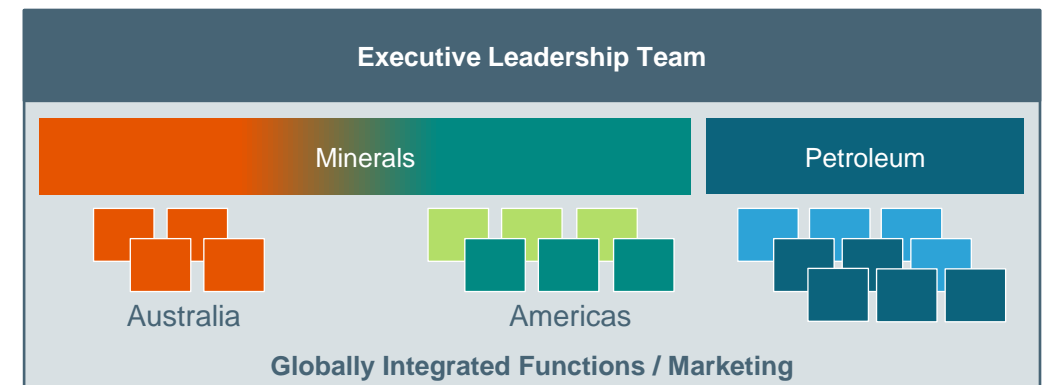 Executive Leadership Team
Minerals
Petroleum
Australia
Americas
Globally Integrated Functions / Marketing